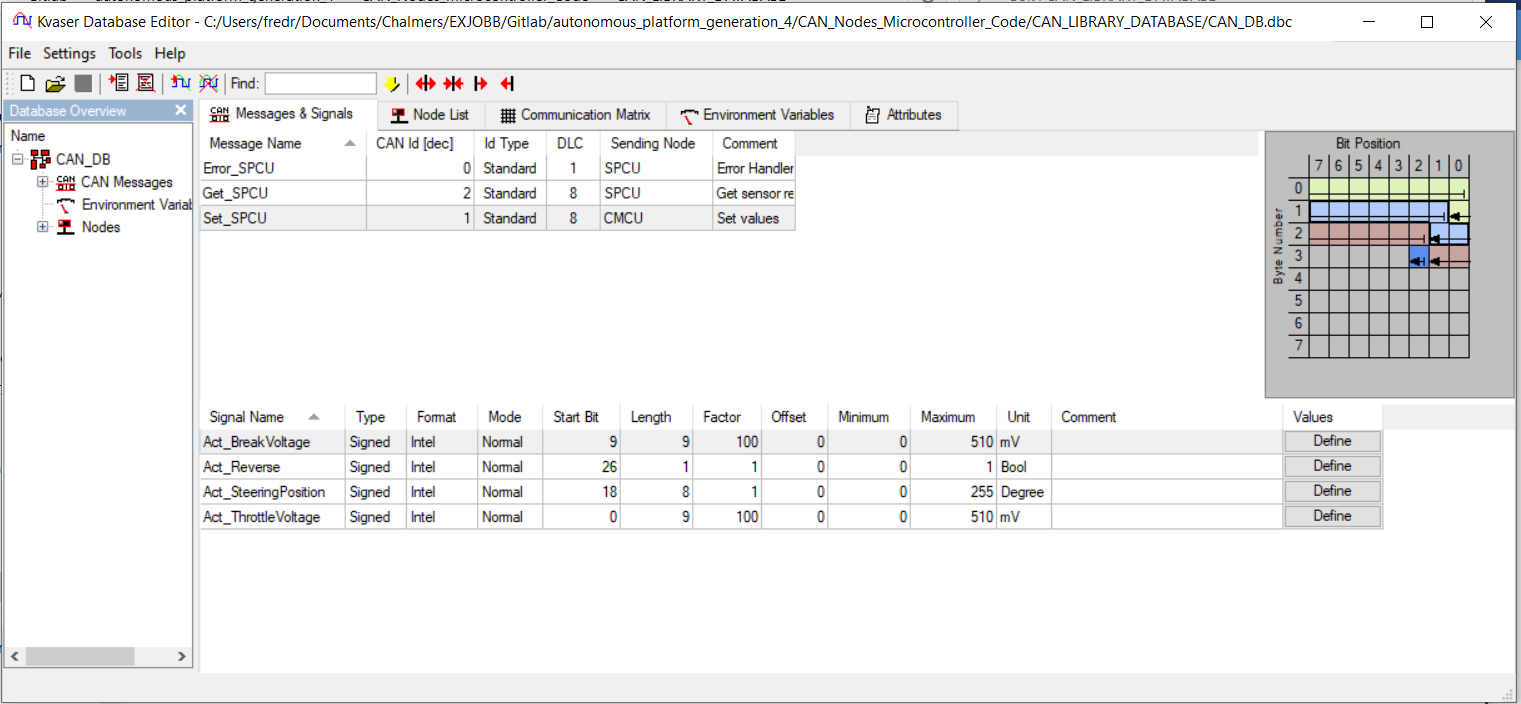 Kvaser Database Editor - C:/Users/fredr/Documents/Chalmers/EXJOBB/Gitlab/autonomous_platform_generation_4/CAN_Nodes_Microcontroller_Code/CAN_LIBRARY_DATABASE/CAN_DB.dbc
File Settings Tools Help
Find:
Database Overview
Name
CAN_DB
CAN Messages
Environment Variab
Nodes
Messages & Signals Node List Communication Matrix Environment Variables Attributes
Message Name CAN Id [dec] Id Type DLC Sending Node Comment
Error_SPCU 0 Standard 1 SPCU Error Handler
Get_SPCU 2 Standard 8 SPCU Get sensor re
Set_SPCU 1 Standard 8 CMCU Set values
Bit Position
7 6 5 4 3 2 1 0
Byte Number
0
1
2
3
4
5
6
7
Signal Name Type Format Mode Start Bit Length Factor Offset Minimum Maximum Unit Comment Values
Act_BreakVoltage Signed Intel Normal 9 9 100 0 0 510 mV Define
Act_Reverse Signed Intel Normal 26 1 1 0 0 1 Bool Define
Act_SteeringPosition Signed Intel Normal 18 8 1 0 0 255 Degree Define
Act_ThrottleVoltage Signed Intel Normal 0 9 100 0 0 510 mV Define